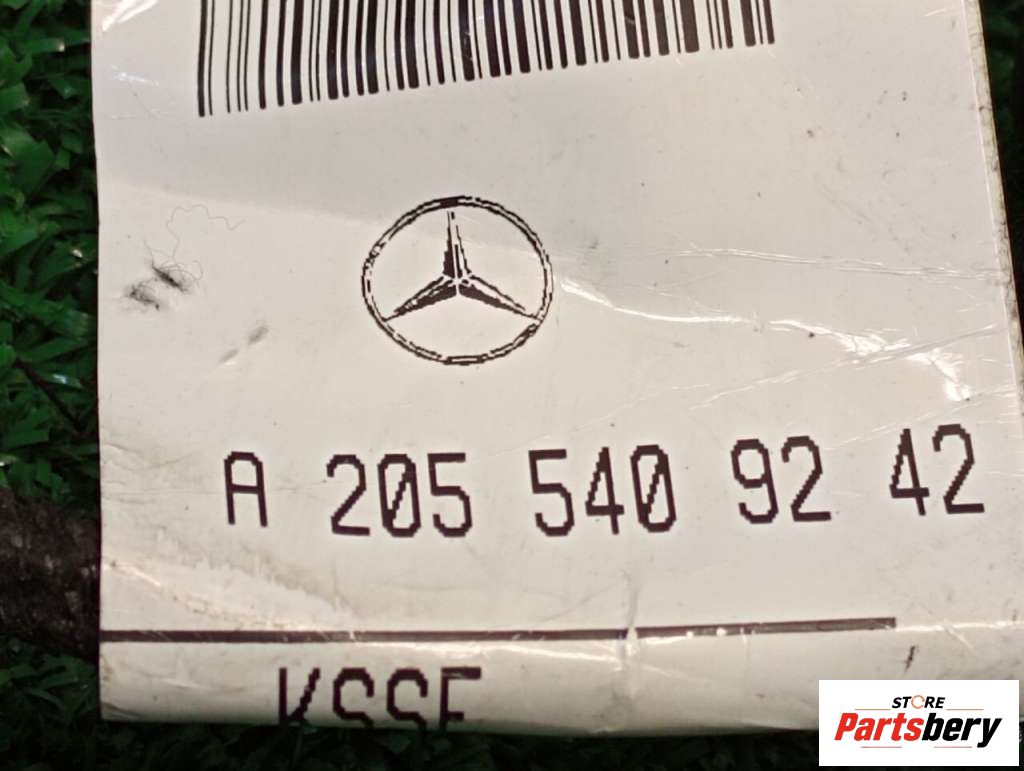 A 205 540 92 42
KSSE
STORE
Partsbery